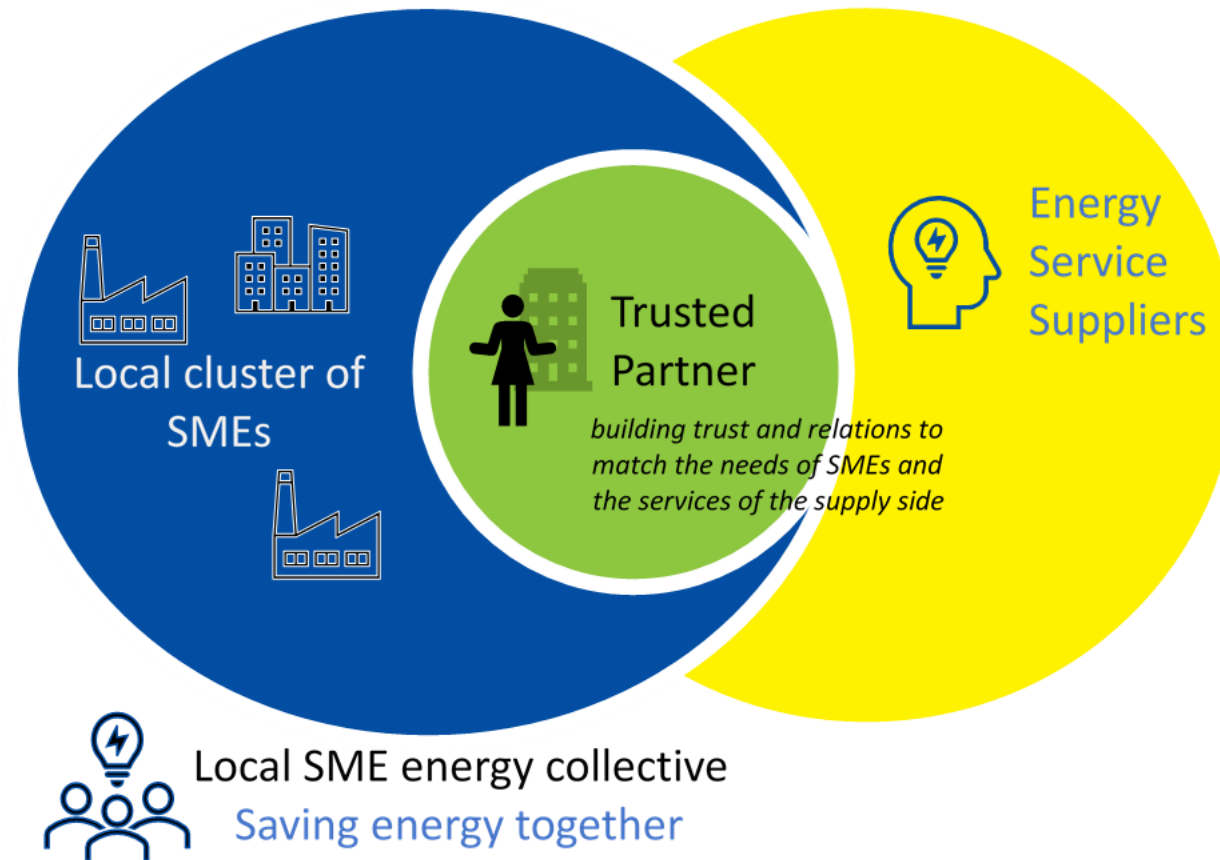 Local cluster of
SMEs
Trusted
Partner
building trust and relations to
match the needs of SMEs and
the services of the supply side
Energy
Service
Suppliers
Local SME energy collective
Saving energy together